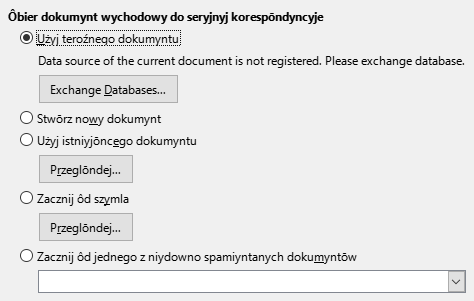 Ôbier dokumynt wychodowy do seryjnyj korespōndyncyje
Użyj teroźnego dokumyntu
Data source of the current document is not registered. Please exchange database.
Exchange Databases...
Stwōrz nowy dokumynt
Użyj istniyjōncego dokumyntu
Przeglōndej...
Zacznij ôd szymla
Przeglōndej...
Zacznij ôd jednego z niydowno spamiyntanych dokumyntōw